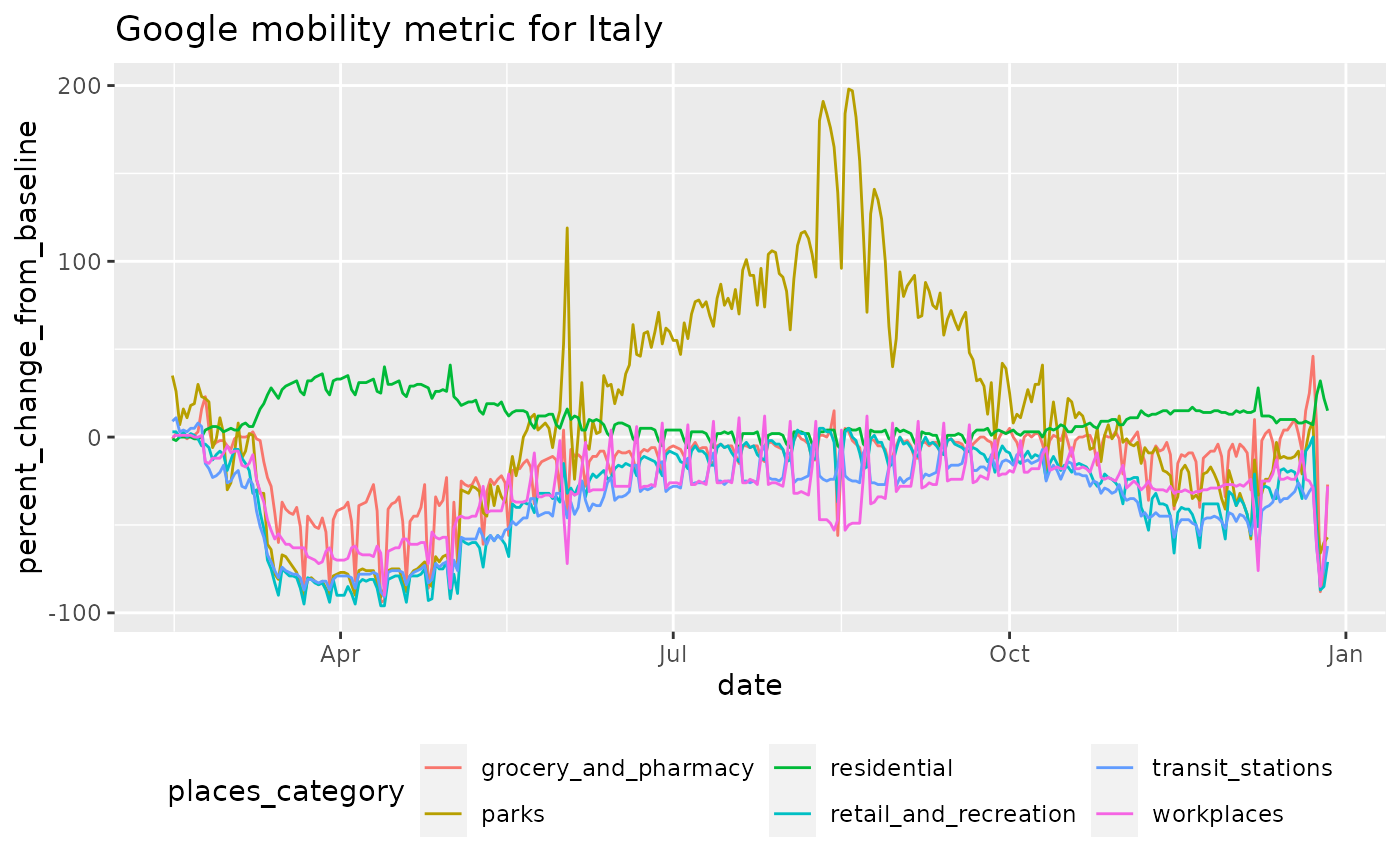 Google mobility metric for Italy
percent_change_from_baseline
200
100
0
-100
Apr
Jul
Oct
Jan
date
places_category
grocery_and_pharmacy
parks
residential
retail_and_recreation
transit_stations
workplaces